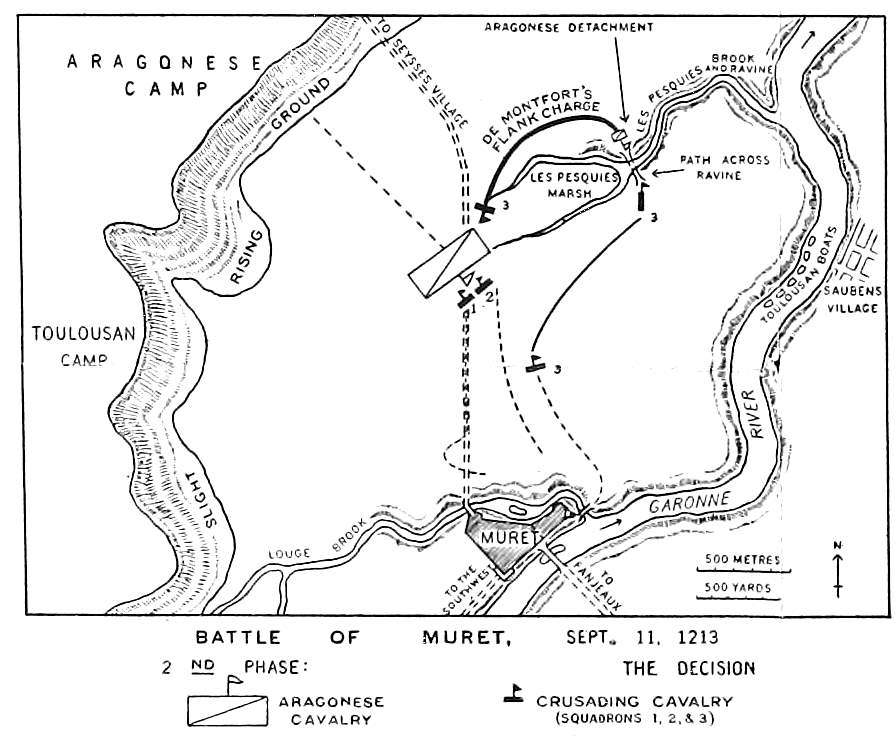 ARAGONESE
CAMP
TO SEYSSES VILLAGE
ARAGONESE
DETACHMENT
BROOK
AND RAVINE
LES PESQUIES
DE MONTFORT'S
FLANK CHARGE
GROUND
RISING
SLIGHT
LES PESQUIES
MARSH
PATH ACROSS
RAVINE
3
3
1
2
3
TOULOUSAN
CAMP
TOULOUSAN BOATS
SAUBENS
VILLAGE
RIVER
GARONNE
LOUGE BROOK
MURET
TO THE
SOUTHWEST
TO
FANJEAUX
N
500 METRES
500 YARDS
BATTLE OF MURET, SEPT. 11, 1213
2 ND PHASE: THE DECISION
ARAGONESE
CAVALRY
CRUSADING CAVALRY
(SQUADRONS 1, 2, & 3)